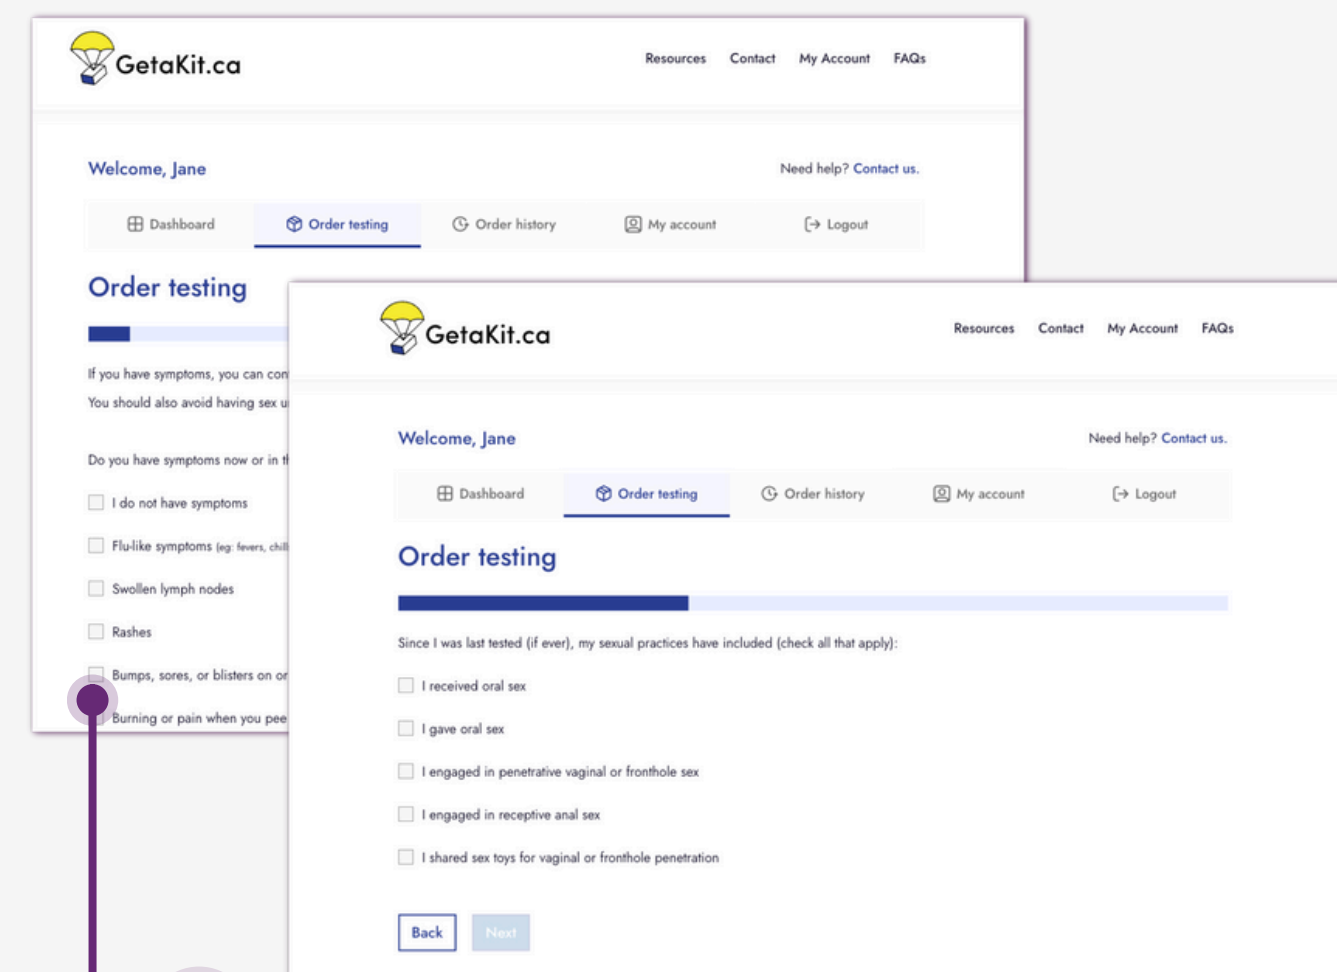 GetaKit.ca
Resources Contact My Account FAQs
Welcome, Jane
Need help? Contact us.
Dashboard Order testing Order history My account Logout
Order testing
If you have symptoms, you can
You should also avoid having sex
Do you have symptoms now or in
I do not have symptoms
Flu-like symptoms (eg: fevers,
Swollen lymph nodes
Rashes
Bumps, sores, or blisters on or
Burning or pain when you pee
GetaKit.ca
Resources Contact My Account FAQs
Welcome, Jane
Need help? Contact us.
Dashboard Order testing Order history My account Logout
Order testing
Since I was last tested (if ever), my sexual practices have included (check all that apply):
I received oral sex
I gave oral sex
I engaged in penetrative vaginal or fronthole sex
I engaged in receptive anal sex
I shared sex toys for vaginal or fronthole penetration
Back Next